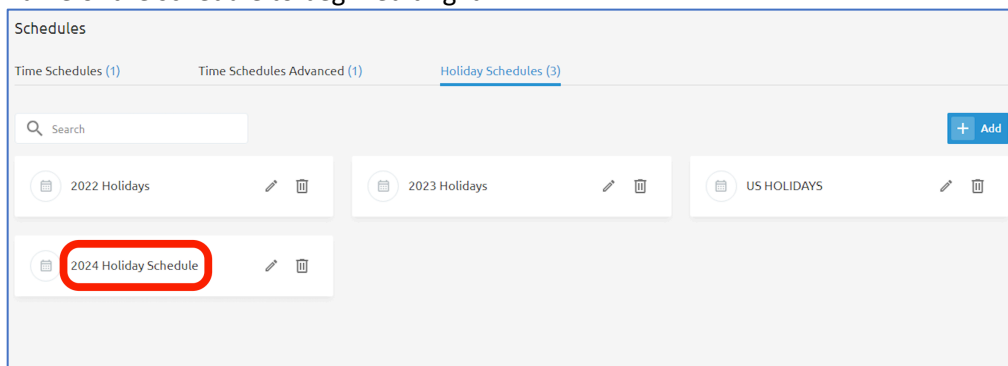 Schedules
Time Schedules (1) Time Schedules Advanced (1) Holiday Schedules (3)
Search
+ Add
2022 Holidays 2023 Holidays US HOLIDAYS
2024 Holiday Schedule